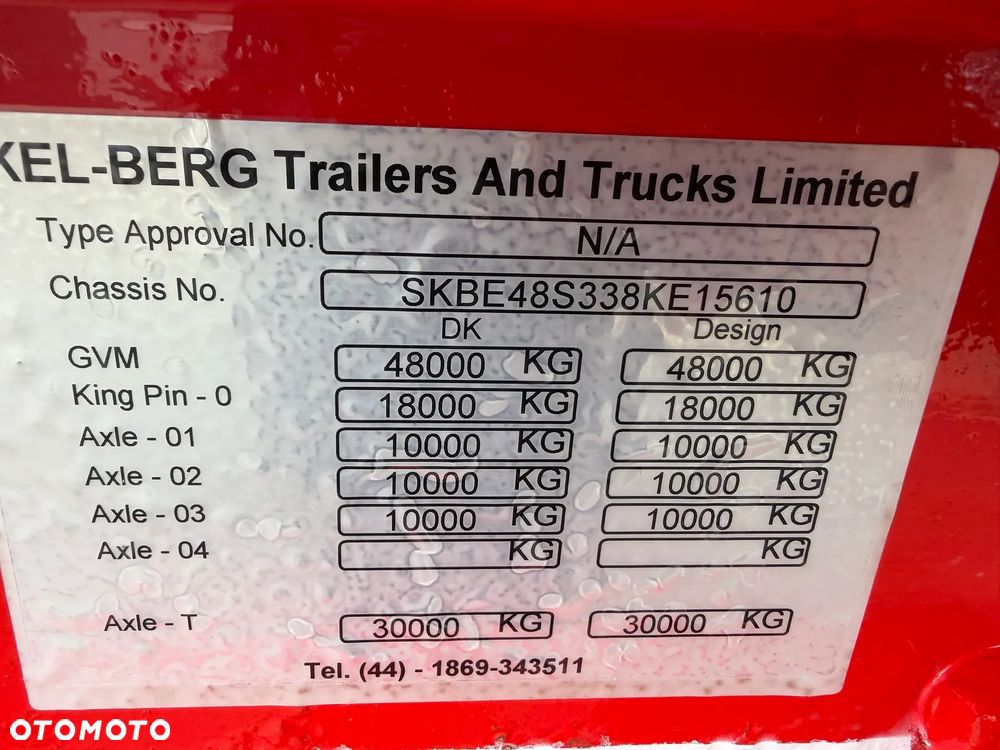 KEL-BERG Trailers And Trucks Limited
Type Approval No. N/A
Chassis No. SKBE48S338KE15610
DK Design
GVM 48000 KG 48000 KG
King Pin - 0 18000 KG 18000 KG
Axle - 01 10000 KG 10000 KG
Axle - 02 10000 KG 10000 KG
Axle - 03 10000 KG 10000 KG
Axle - 04 KG KG
Axle - T 30000 KG 30000 KG
Tel. (44) - 1869-343511
OTOMOTO